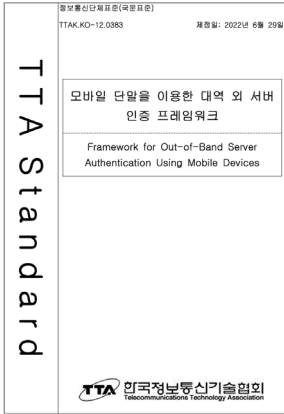 정보통신단체표준(국문표준)
TTAK.KO-12.0383 제정일: 2022년 6월 29일
TTA Standard
모바일 단말을 이용한 대역 외 서버
인증 프레임워크
Framework for Out-of-Band Server
Authentication Using Mobile Devices
TTA 한국정보통신기술협회
Telecommunications Technology Association